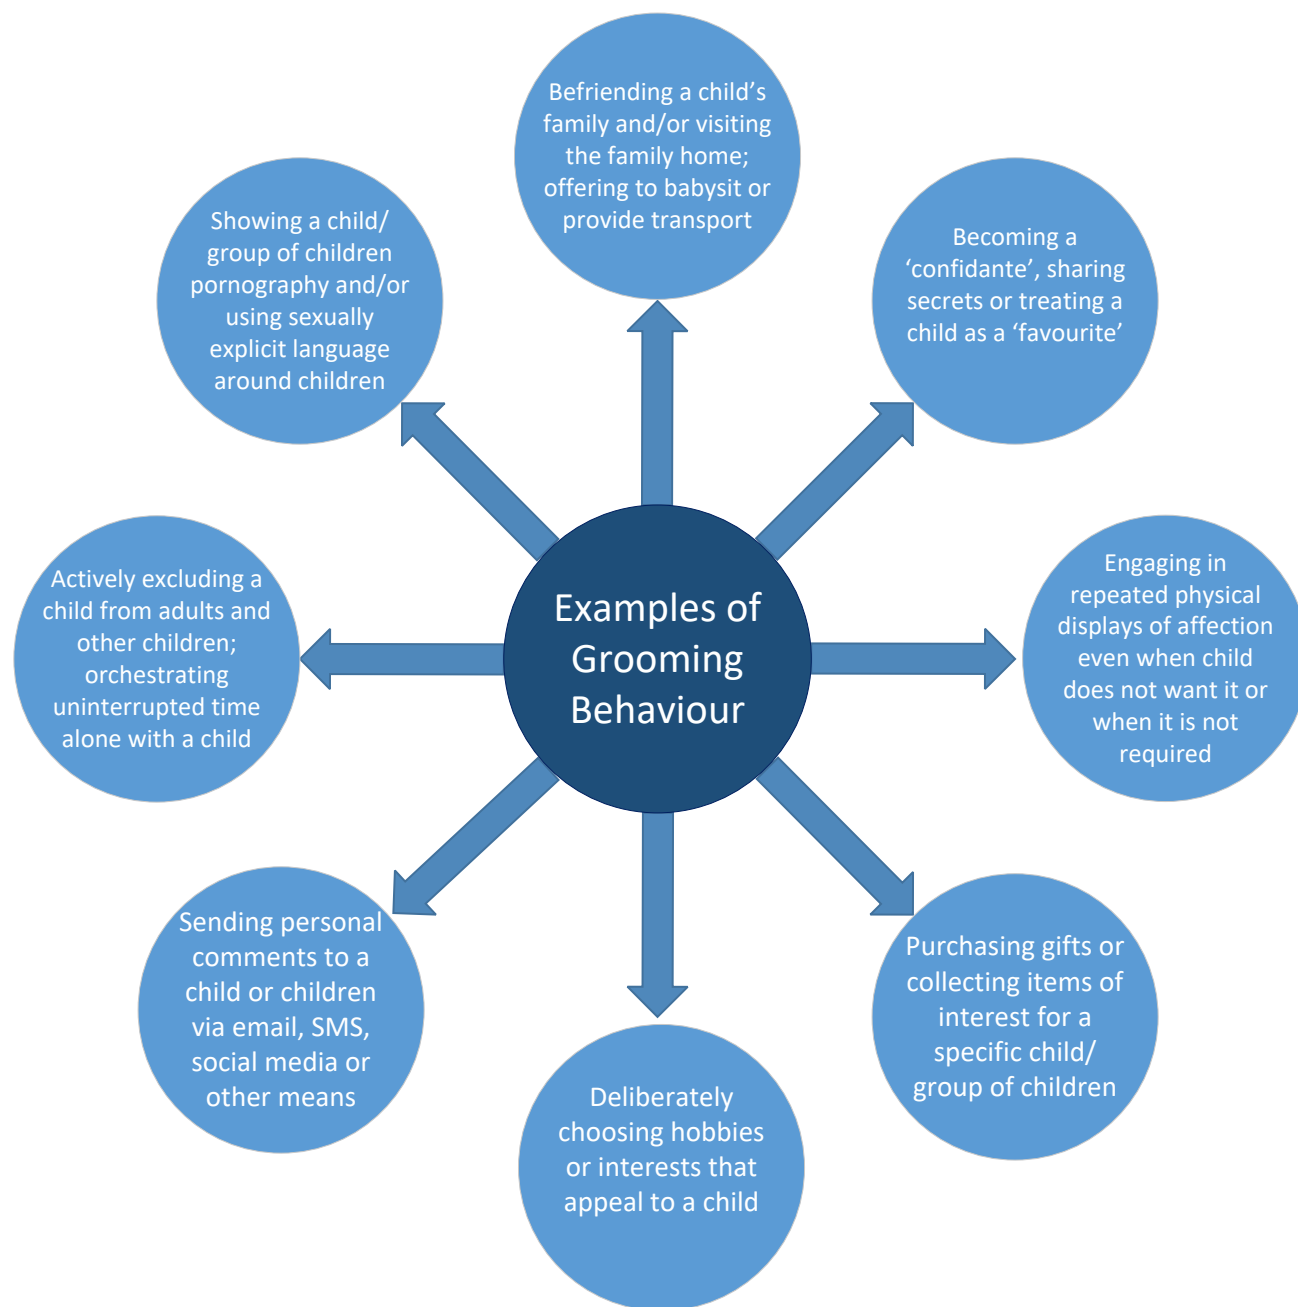 Befriending a child’s
family and/or visiting
the family home;
offering to babysit or
provide transport
Becoming a
‘confidante’, sharing
secrets or treating a
child as a ‘favourite’
Engaging in
repeated physical
displays of affection
even when child
does not want it or
when it is not
required
Purchasing gifts or
collecting items of
interest for a
specific child/
group of children
Deliberately
choosing hobbies
or interests that
appeal to a child
Sending personal
comments to a
child or children
via email, SMS,
social media or
other means
Actively excluding a
child from adults and
other children;
orchestrating
uninterrupted time
alone with a child
Showing a child/
group of children
pornography and/or
using sexually
explicit language
around children
Examples of
Grooming
Behaviour